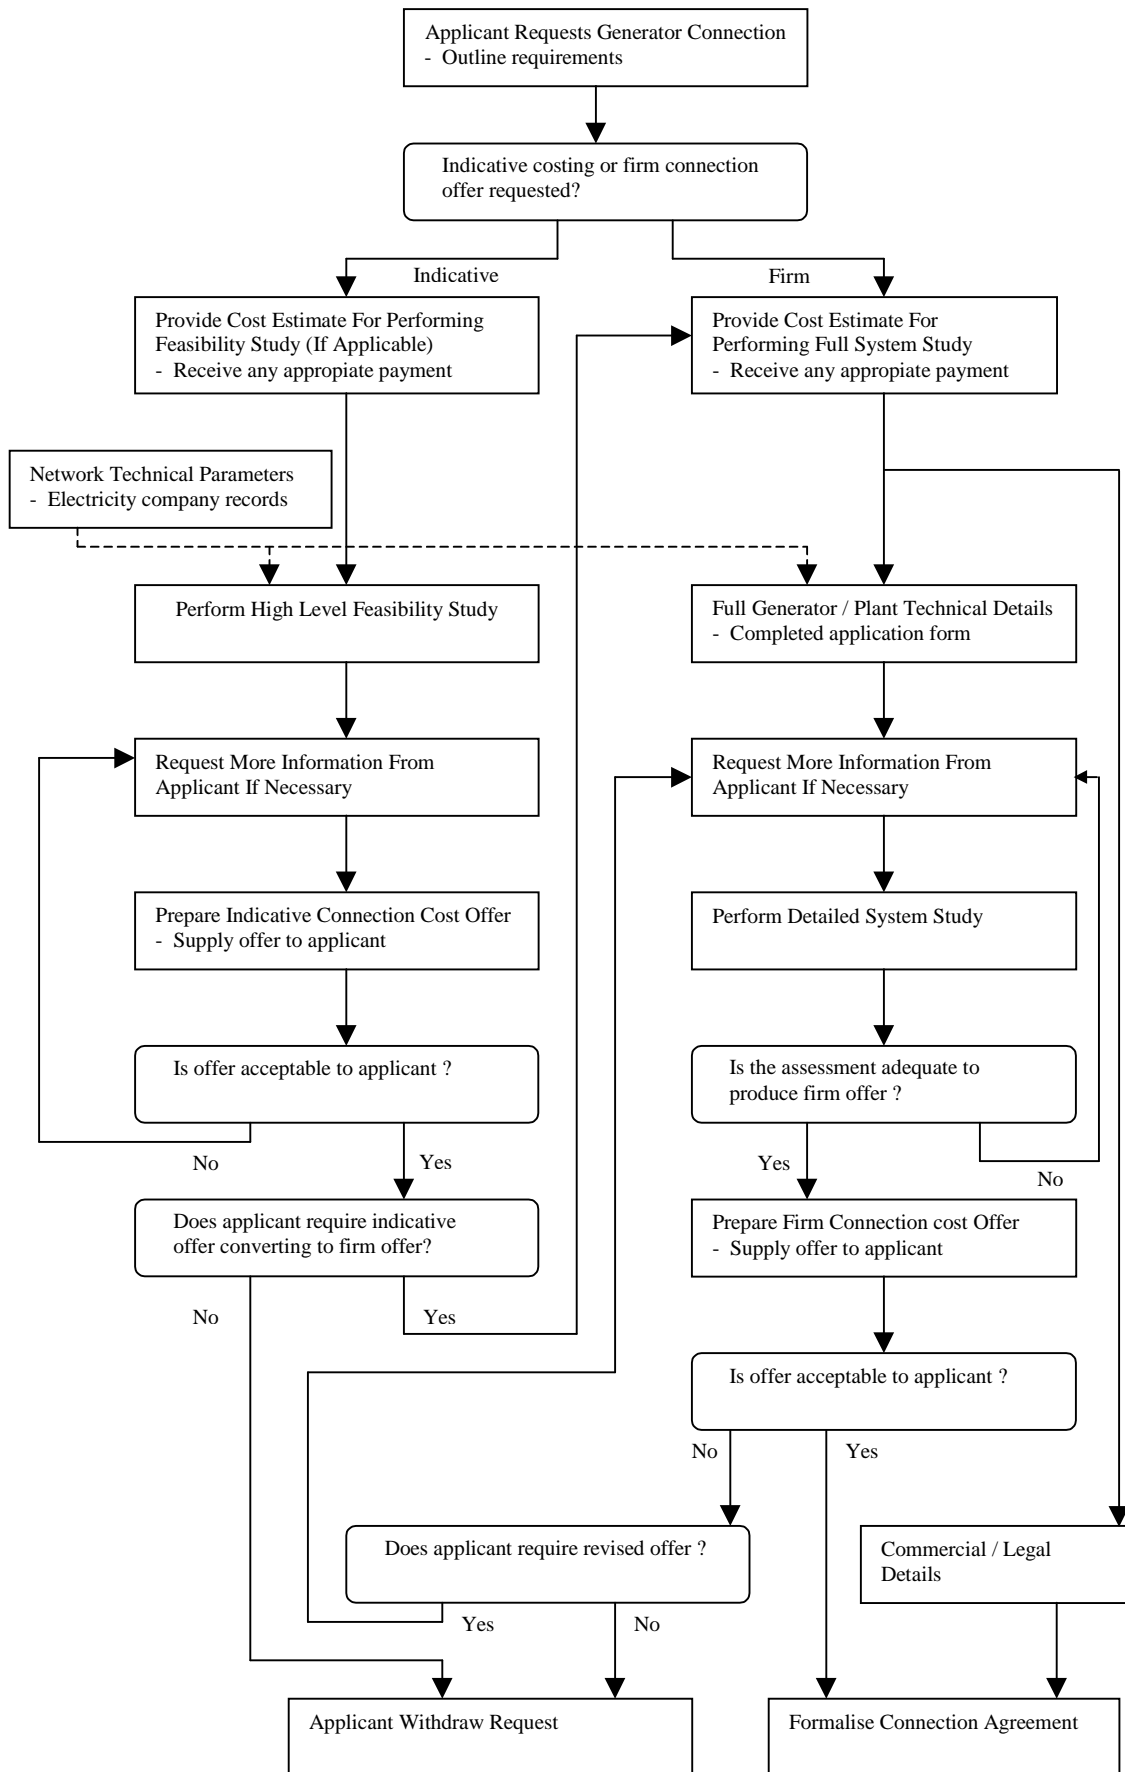 Applicant Requests Generator Connection
- Outline requirements
Indicative costing or firm connection
offer requested?
Indicative
Firm
Provide Cost Estimate For Performing
Feasibility Study (If Applicable)
- Receive any appropiate payment
Provide Cost Estimate For
Performing Full System Study
- Receive any appropiate payment
Network Technical Parameters
- Electricity company records
Perform High Level Feasibility Study
Full Generator / Plant Technical Details
- Completed application form
Request More Information From
Applicant If Necessary
Request More Information From
Applicant If Necessary
Prepare Indicative Connection Cost Offer
- Supply offer to applicant
Perform Detailed System Study
Is offer acceptable to applicant ?
Is the assessment adequate to
produce firm offer ?
No
Yes
Yes
No
Does applicant require indicative
offer converting to firm offer?
Prepare Firm Connection cost Offer
- Supply offer to applicant
No
Yes
Is offer acceptable to applicant ?
No
Yes
Does applicant require revised offer ?
Commercial / Legal
Details
Yes
No
Applicant Withdraw Request
Formalise Connection Agreement